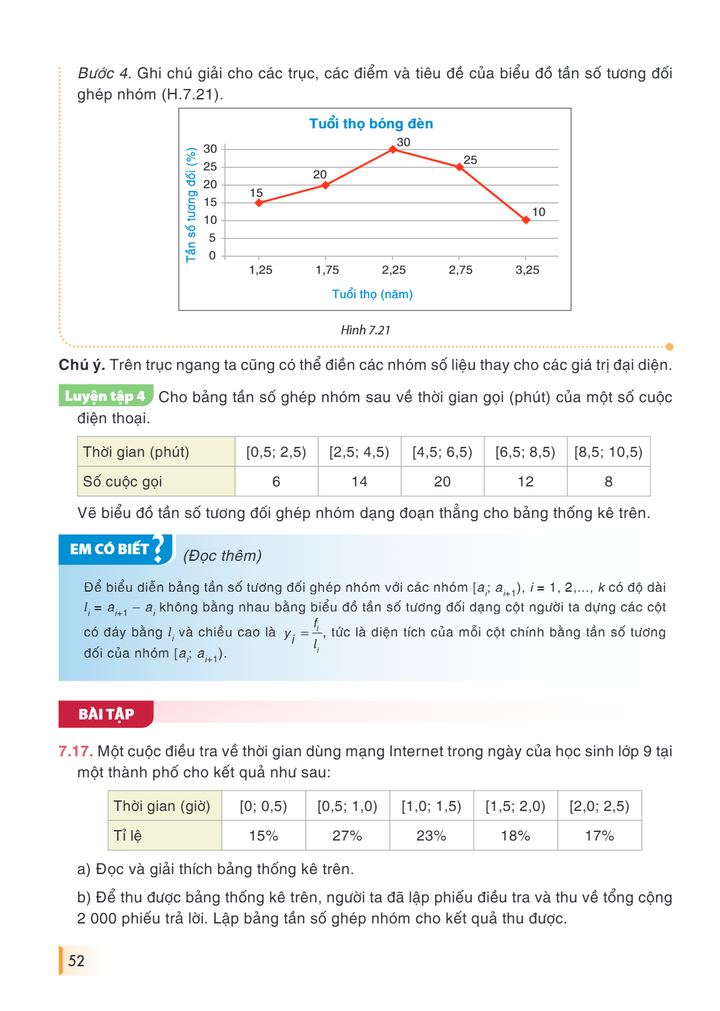 Bước 4. Ghi chú giải cho các trục, các điểm và tiêu đề của biểu đồ tần số tương đối
ghép nhóm (H.7.21).
Tuổi thọ bóng đèn
Tần số tương đối (%)
30
25
20
15
10
5
0
15
20
30
25
10
1,25 1,75 2,25 2,75 3,25
Tuổi thọ (năm)
Hình 7.21
Chú ý. Trên trục ngang ta cũng có thể điền các nhóm số liệu thay cho các giá trị đại diện.
Luyện tập 4 Cho bảng tần số ghép nhóm sau về thời gian gọi (phút) của một số cuộc
điện thoại.
Thời gian (phút) [0,5; 2,5) [2,5; 4,5) [4,5; 6,5) [6,5; 8,5) [8,5; 10,5)
Số cuộc gọi 6 14 20 12 8
Vẽ biểu đồ tần số tương đối ghép nhóm dạng đoạn thẳng cho bảng thống kê trên.
EM CÓ BIẾT ? (Đọc thêm)
Để biểu diễn bảng tần số tương đối ghép nhóm với các nhóm [aᵢ; aᵢ₊₁), i = 1, 2,..., k có độ dài
lᵢ = aᵢ₊₁ – aᵢ không bằng nhau bằng biểu đồ tần số tương đối dạng cột người ta dựng các cột
có đáy bằng lᵢ và chiều cao là yᵢ = fᵢ/lᵢ, tức là diện tích của mỗi cột chính bằng tần số tương
đối của nhóm [aᵢ; aᵢ₊₁).
BÀI TẬP
7.17. Một cuộc điều tra về thời gian dùng mạng Internet trong ngày của học sinh lớp 9 tại
một thành phố cho kết quả như sau:
Thời gian (giờ) [0; 0,5) [0,5; 1,0) [1,0; 1,5) [1,5; 2,0) [2,0; 2,5)
Tỉ lệ 15% 27% 23% 18% 17%
a) Đọc và giải thích bảng thống kê trên.
b) Để thu được bảng thống kê trên, người ta đã lập phiếu điều tra và thu về tổng cộng
2 000 phiếu trả lời. Lập bảng tần số ghép nhóm cho kết quả thu được.
52